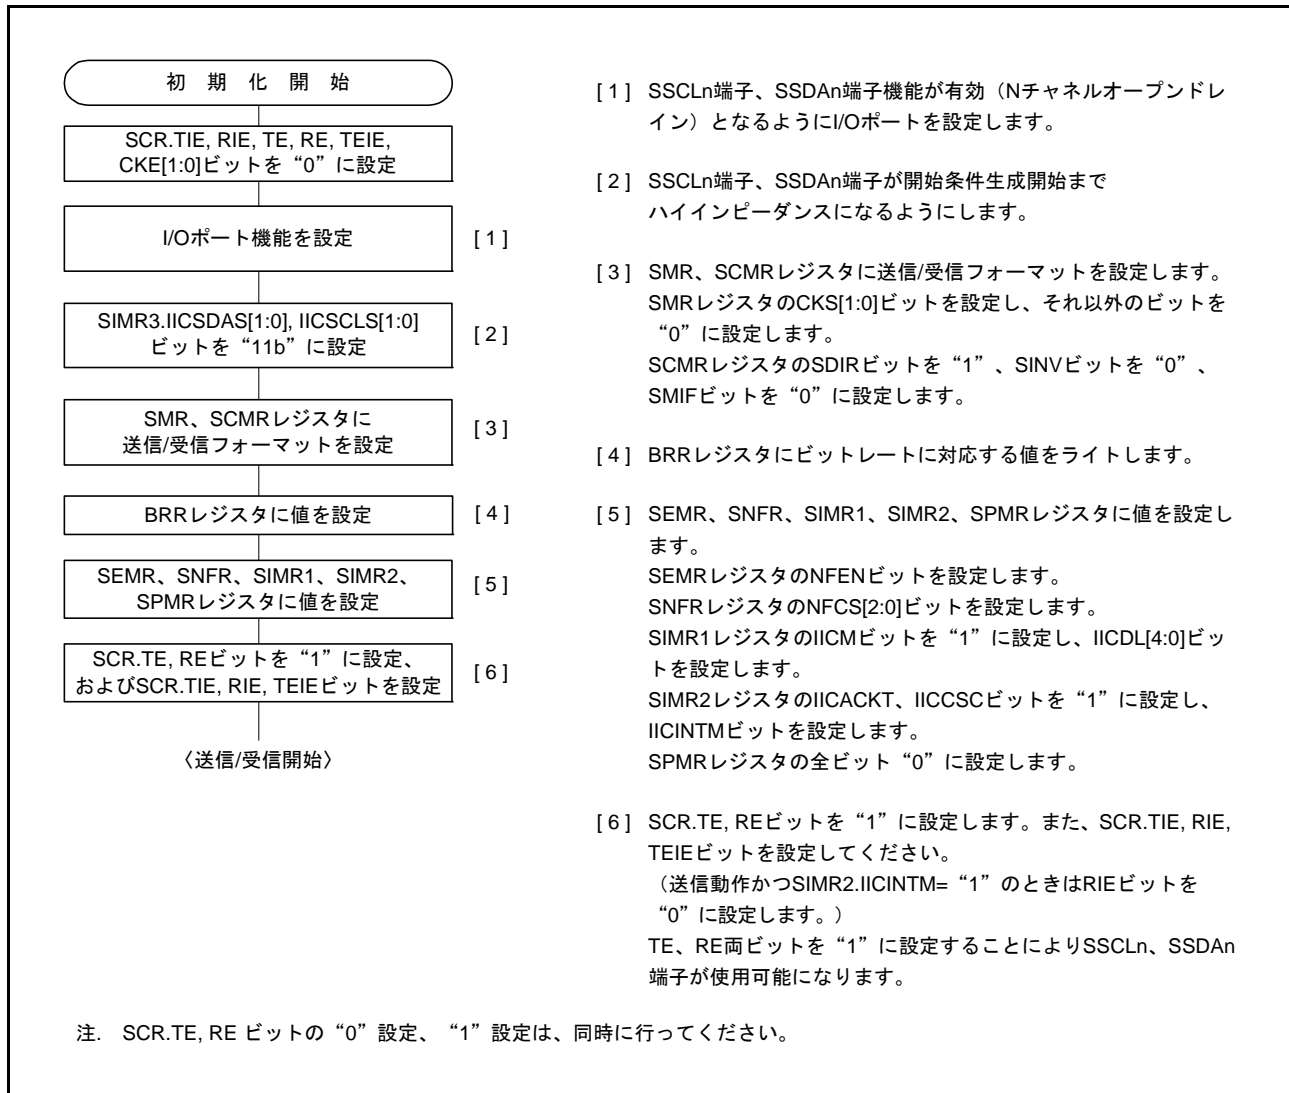 初 期 化 開 始
SCR.TIE, RIE, TE, RE, TEIE,
CKE[1:0]ビットを“0”に設定
I/Oポート機能を設定
[ 1 ]
SIMR3.IICSDAS[1:0], IICSCLS[1:0]
ビットを“11b”に設定
[ 2 ]
SMR、SCMRレジスタに
送信/受信フォーマットを設定
[ 3 ]
BRRレジスタに値を設定
[ 4 ]
SEMR、SNFR、SIMR1、SIMR2、
SPMRレジスタに値を設定
[ 5 ]
SCR.TE, REビットを“1”に設定、
およびSCR.TIE, RIE, TEIEビットを設定
[ 6 ]
〈送信/受信開始〉
[ 1 ] SSCLn端子、SSDAn端子機能が有効（Nチャネルオープンドレ
イン）となるようにI/Oポートを設定します。
[ 2 ] SSCLn端子、SSDAn端子が開始条件生成開始まで
ハイインピーダンスになるようにします。
[ 3 ] SMR、SCMRレジスタに送信/受信フォーマットを設定します。
SMRレジスタのCKS[1:0]ビットを設定し、それ以外のビットを
“0”に設定します。
SCMRレジスタのSDIRビットを“1”、SINVビットを“0”、
SMIFビットを“0”に設定します。
[ 4 ] BRRレジスタにビットレートに対応する値をライトします。
[ 5 ] SEMR、SNFR、SIMR1、SIMR2、SPMRレジスタに値を設定し
ます。
SEMRレジスタのNFENビットを設定します。
SNFRレジスタのNFCS[2:0]ビットを設定します。
SIMR1レジスタのIICMビットを“1”に設定し、IICDL[4:0]ビッ
トを設定します。
SIMR2レジスタのIICACKT、IICCSCビットを“1”に設定し、
IICINTMビットを設定します。
SPMRレジスタの全ビット“0”に設定します。
[ 6 ] SCR.TE, REビットを“1”に設定します。また、SCR.TIE, RIE,
TEIEビットを設定してください。
（送信動作かつSIMR2.IICINTM=“1”のときはRIEビットを
“0”に設定します。）
TE、RE両ビットを“1”に設定することによりSSCLn、SSDAn
端子が使用可能になります。
注. SCR.TE, RE ビットの“0”設定、“1”設定は、同時に行ってください。